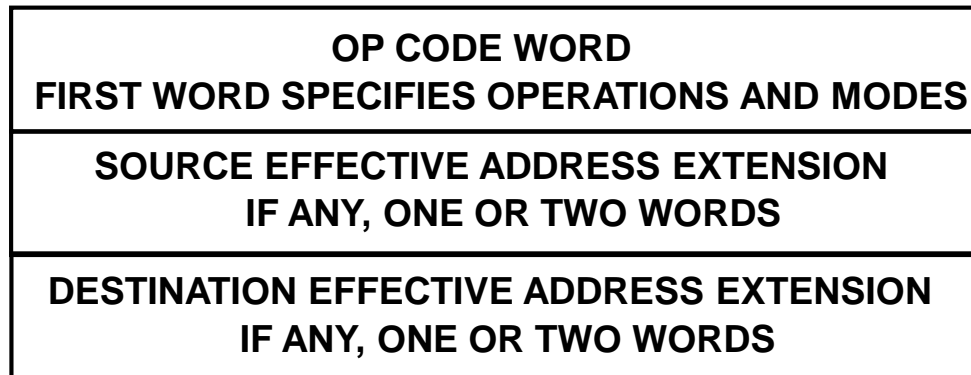 OP CODE WORD
FIRST WORD SPECIFIES OPERATIONS AND MODES
SOURCE EFFECTIVE ADDRESS EXTENSION
IF ANY, ONE OR TWO WORDS
DESTINATION EFFECTIVE ADDRESS EXTENSION
IF ANY, ONE OR TWO WORDS